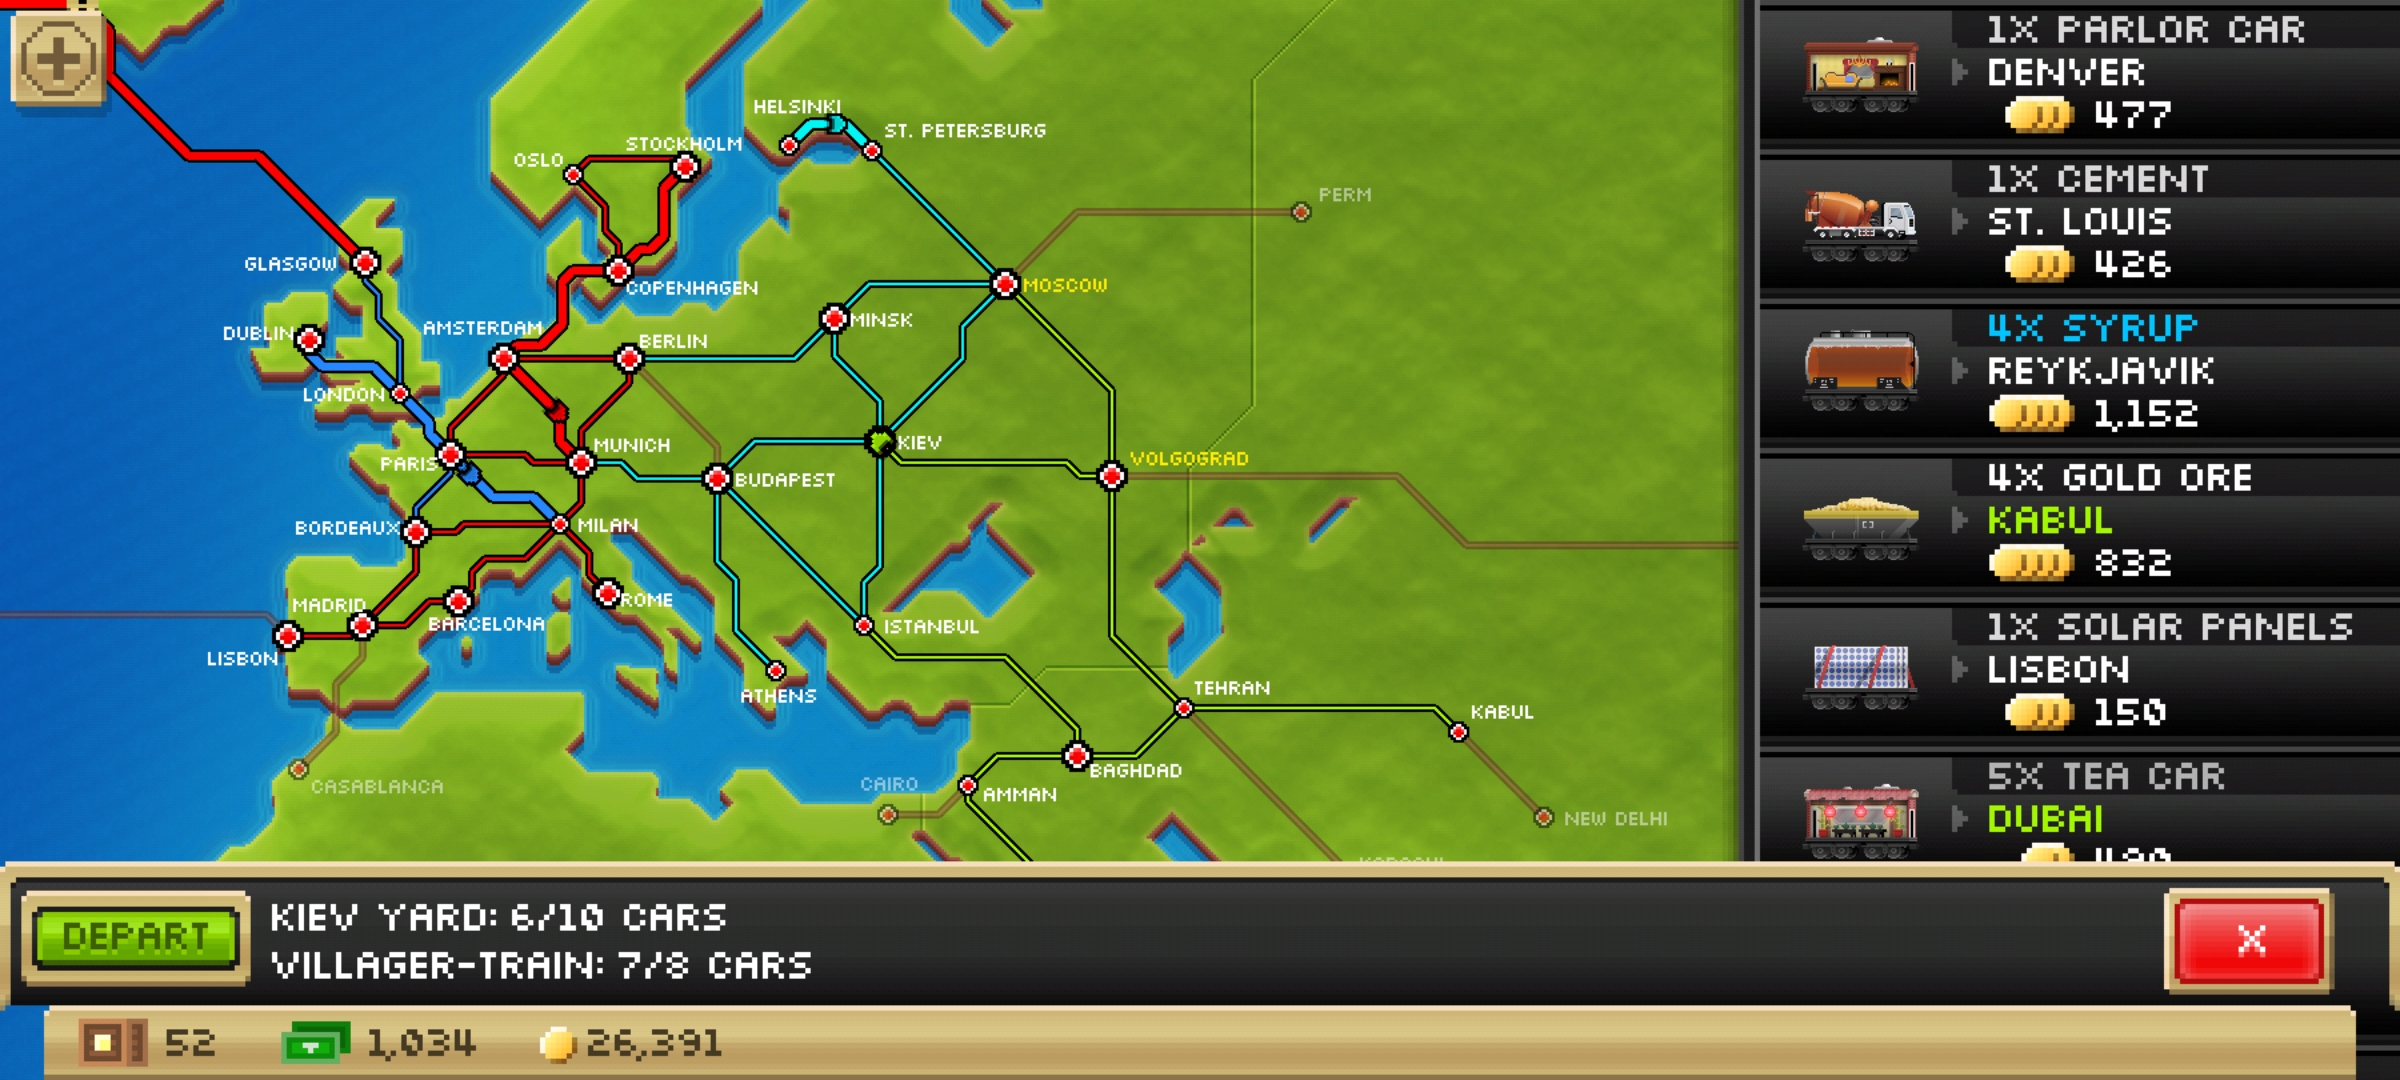 HELSINKI
ST. PETERSBURG
STOCKHOLM
OSLO
PERM
GLASGOW
COPENHAGEN
MOSCOW
DUBLIN
AMSTERDAM
BERLIN
MINSK
LONDON
PARIS
MUNICH
KIEV
VOLGOGRAD
BUDAPEST
BORDEAUX
MILAN
MADRID
BARCELONA
ROME
ISTANBUL
LISBON
ATHENS
TEHRAN
KABUL
CASABLANCA
CAIRO
AMMAN
BAGHDAD
NEW DELHI
1X PARLOR CAR
DENVER
477
1X CEMENT
ST. LOUIS
426
4X SYRUP
REYKJAVIK
1,152
4X GOLD ORE
KABUL
832
1X SOLAR PANELS
LISBON
150
5X TEA CAR
DUBAI
DEPART
KIEV YARD: 6/10 CARS
VILLAGER-TRAIN: 7/8 CARS
X
52
1,034
26,391